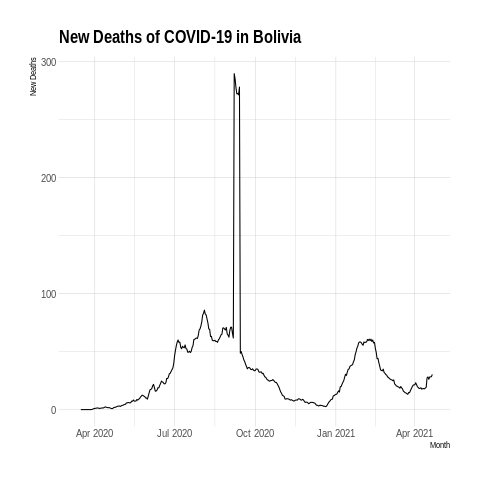 New Deaths of COVID-19 in Bolivia
New Deaths
300
200
100
0
Apr 2020 Jul 2020 Oct 2020 Jan 2021 Apr 2021
Month